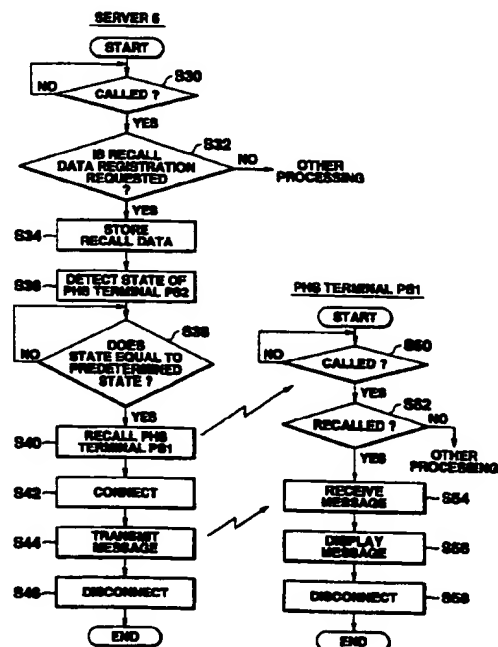 SERVER 6
START
S30
NO
CALLED ?
YES
S32
IS RECALL
DATA REGISTRATION
REQUESTED
?
NO
OTHER
PROCESSING
YES
S34
STORE
RECALL DATA
S36
DETECT STATE OF
PHS TERMINAL PS2
S38
DOES
STATE EQUAL TO
PREDETERMINED
STATE ?
NO
YES
S40
RECALL PHS
TERMINAL PS1
S42
CONNECT
S44
TRANSMIT
MESSAGE
S46
DISCONNECT
END
PHS TERMINAL PS1
START
S50
NO
CALLED ?
YES
S52
RECALLED ?
NO
OTHER
PROCESSING
YES
RECEIVE
MESSAGE
S54
DISPLAY
MESSAGE
S56
DISCONNECT
S58
END